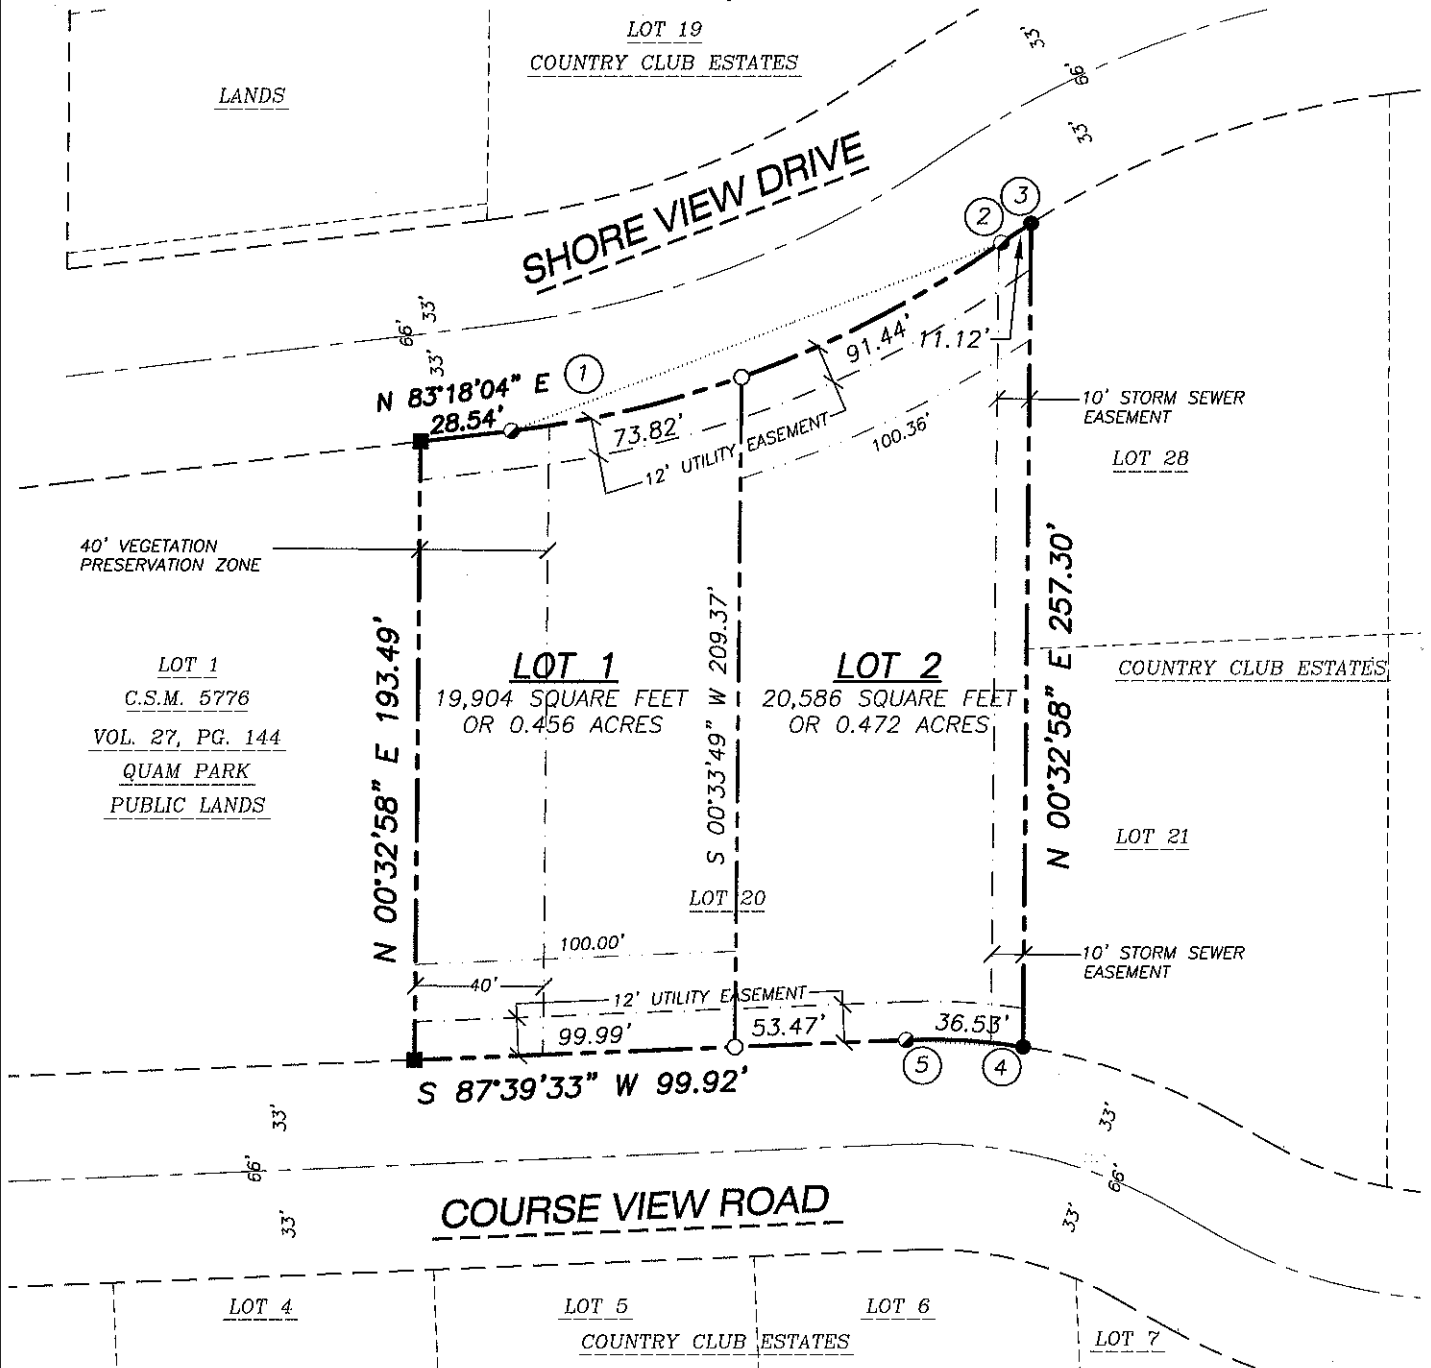 LOT 19
COUNTRY CLUB ESTATES
LANDS
33'
66'
33'
SHORE VIEW DRIVE
2
3
33'
66'
33'
N 83°18'04" E
1
28.54'
73.82'
91.44'
11.12'
12' UTILITY EASEMENT
100.36'
10' STORM SEWER
EASEMENT
LOT 28
40' VEGETATION
PRESERVATION ZONE
N 00°32'58" E 193.49'
S 00°33'49" W 209.37'
N 00°32'58" E 257.30'
LOT 1
C.S.M. 5776
VOL. 27, PG. 144
QUAM PARK
PUBLIC LANDS
LOT 1
19,904 SQUARE FEET
OR 0.456 ACRES
LOT 2
20,586 SQUARE FEET
OR 0.472 ACRES
COUNTRY CLUB ESTATES
LOT 21
LOT 20
100.00'
40'
12' UTILITY EASEMENT
10' STORM SEWER
EASEMENT
99.99'
53.47'
36.53'
5
4
S 87°39'33" W 99.92'
33'
66'
33'
33'
66'
33'
COURSE VIEW ROAD
LOT 4
LOT 5
LOT 6
COUNTRY CLUB ESTATES
LOT 7